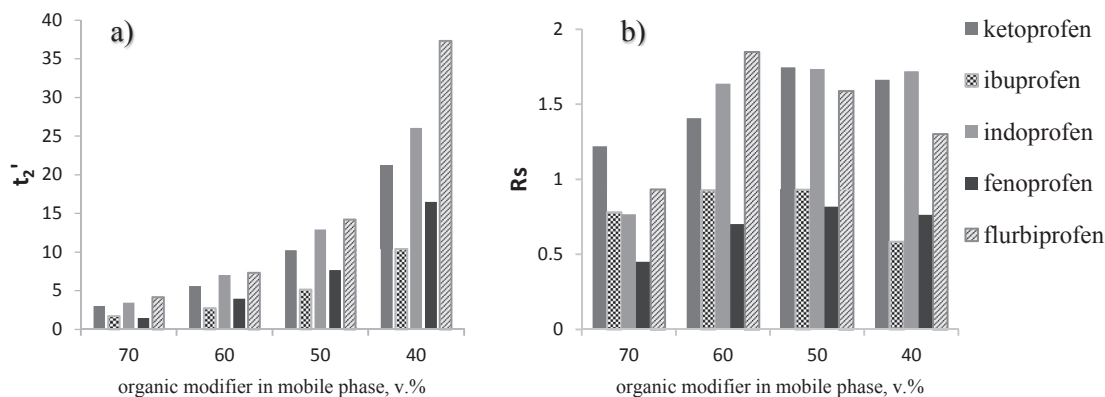 a)
40
35
30
25
20
15
10
5
0
t₂'
70 60 50 40
organic modifier in mobile phase, v.%
b)
2
1.5
1
0.5
0
Rs
70 60 50 40
organic modifier in mobile phase, v.%
ketoprofen
ibuprofen
indoprofen
fenoprofen
flurbiprofen